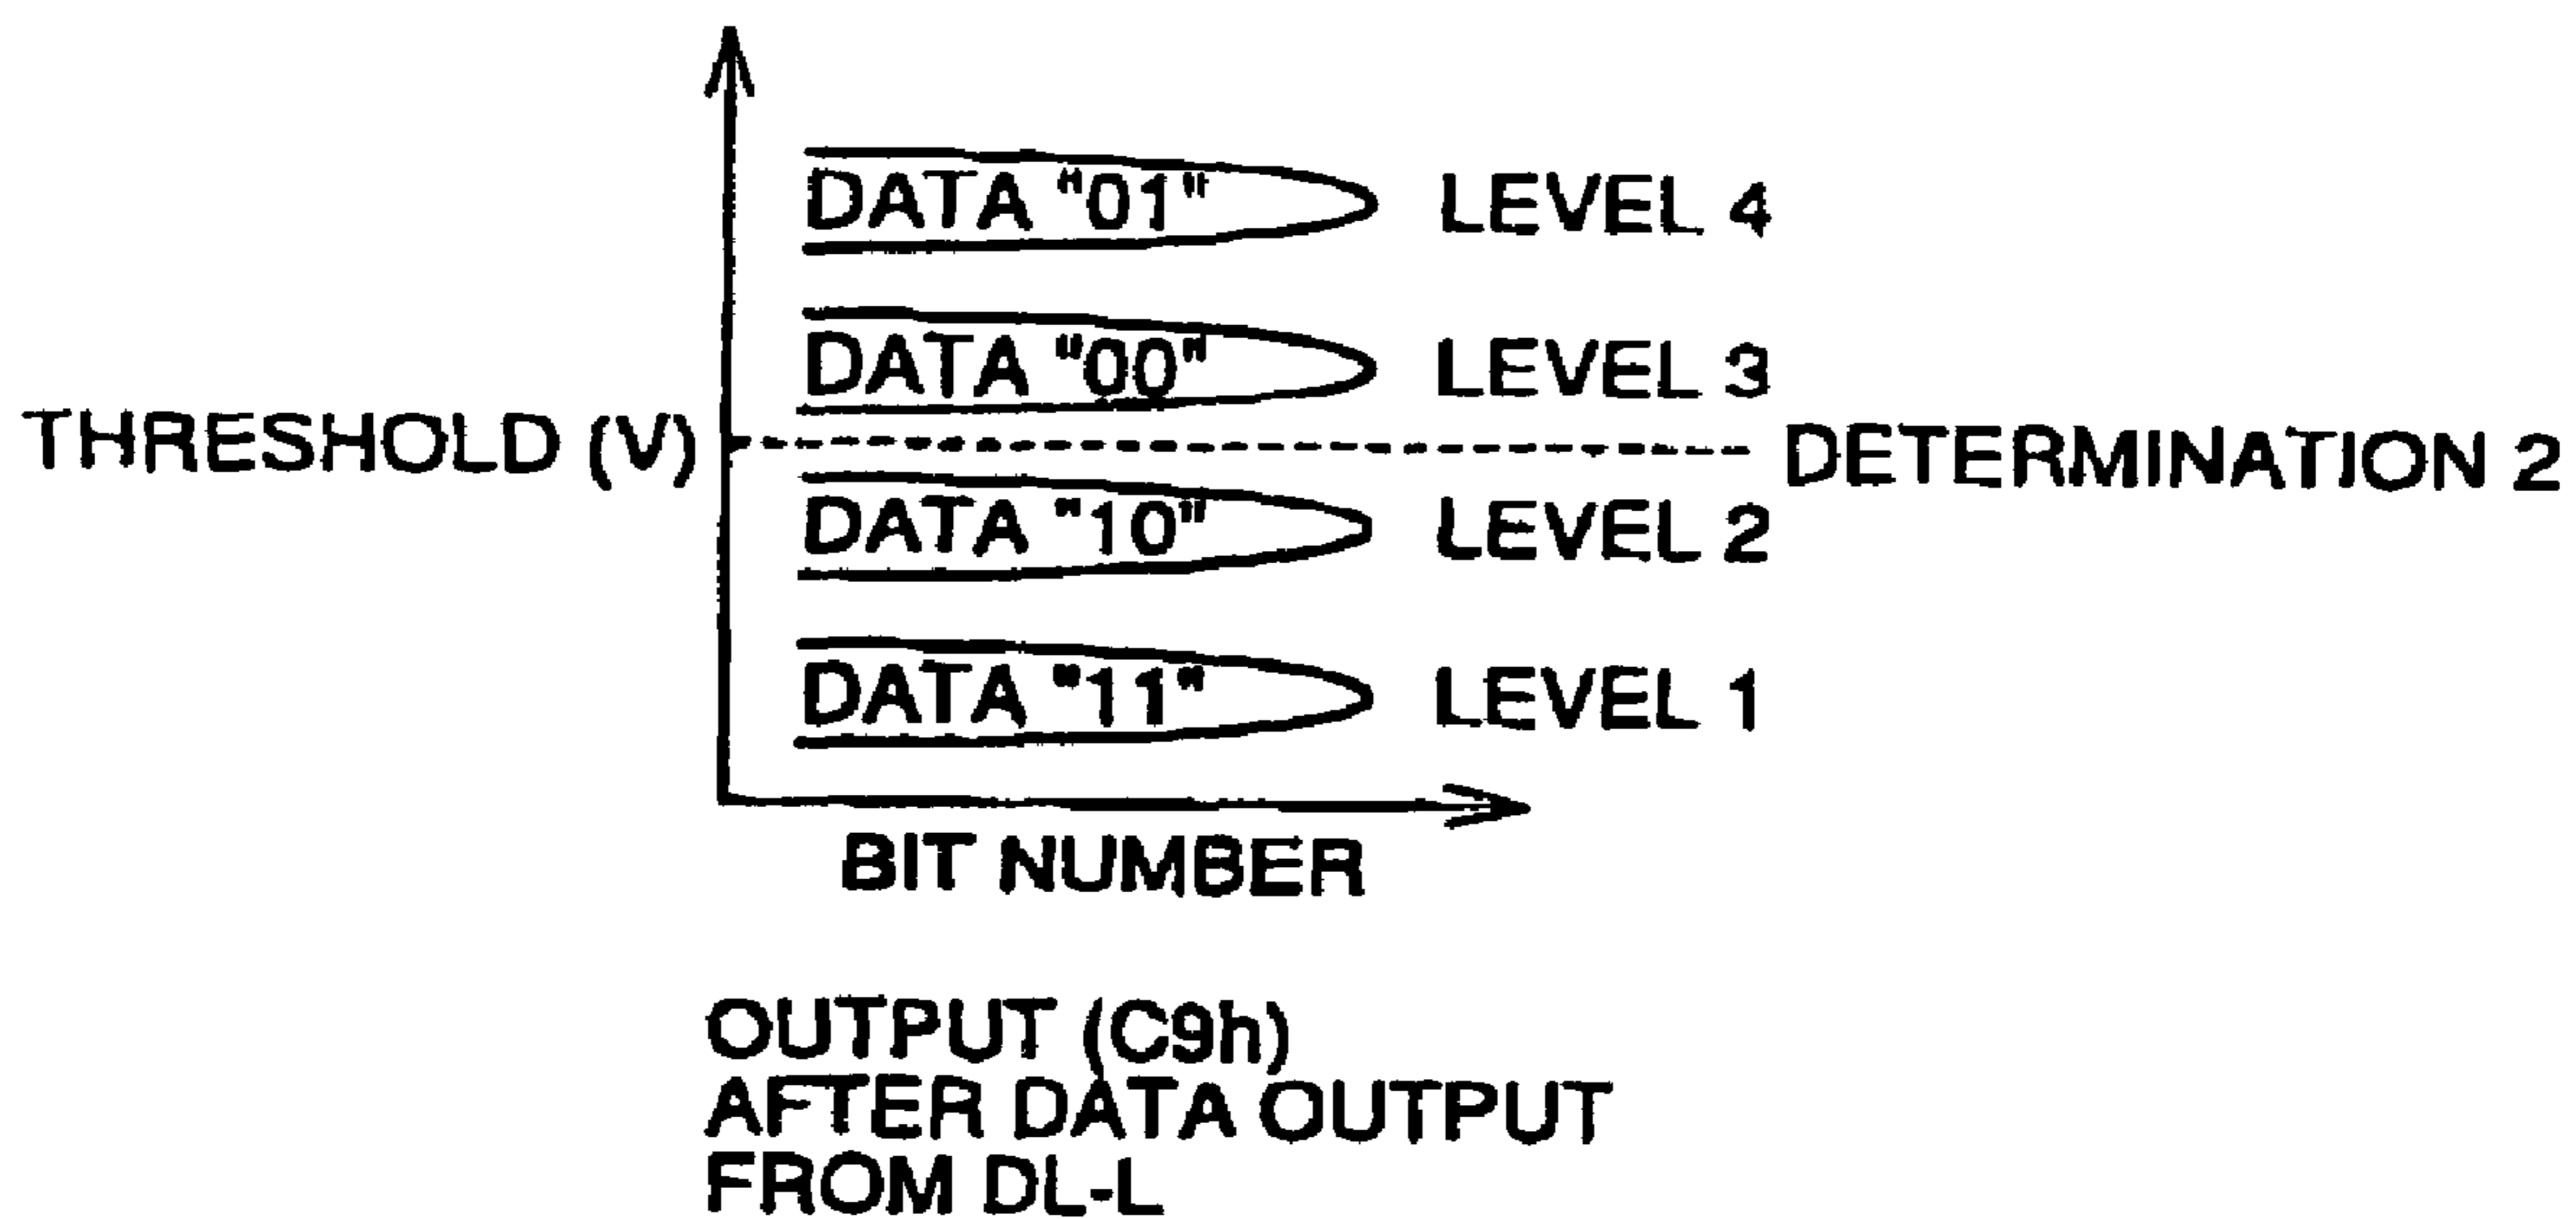 DATA "01" LEVEL 4
DATA "00" LEVEL 3
THRESHOLD (V) DETERMINATION 2
DATA "10" LEVEL 2
DATA "11" LEVEL 1
BIT NUMBER
OUTPUT (C9h)
AFTER DATA OUTPUT
FROM DL-L